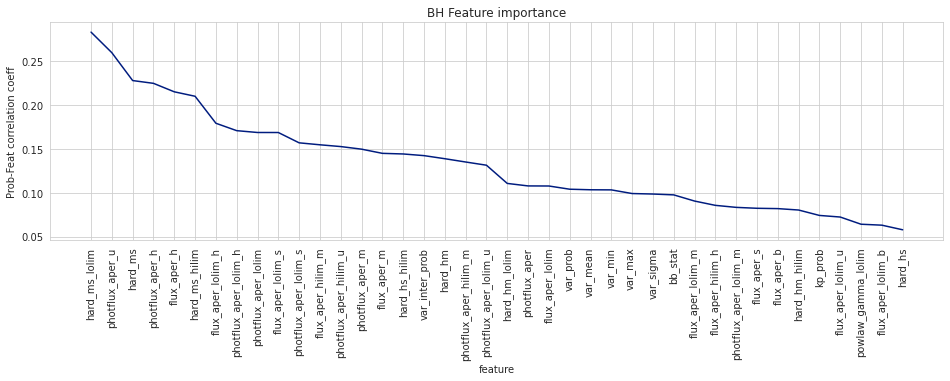 BH Feature importance
Prob-Feat correlation coeff
0.25
0.20
0.15
0.10
0.05
hard_ms_lolim
photflux_aper_u
hard_ms
photflux_aper_h
flux_aper_h
hard_ms_hilim
flux_aper_lolim_h
photflux_aper_lolim_h
photflux_aper_lolim
flux_aper_lolim_s
photflux_aper_lolim_s
flux_aper_hilim_m
photflux_aper_hilim_u
photflux_aper_m
flux_aper_m
hard_hs_hilim
var_inter_prob
hard_hm
photflux_aper_hilim_m
photflux_aper_lolim_u
hard_hm_lolim
photflux_aper
flux_aper_lolim
var_prob
var_mean
var_min
var_max
var_sigma
bb_stat
flux_aper_lolim_m
flux_aper_hilim_h
photflux_aper_lolim_m
flux_aper_s
flux_aper_b
hard_hm_hilim
kp_prob
flux_aper_lolim_u
powlaw_gamma_lolim
flux_aper_lolim_b
hard_hs
feature